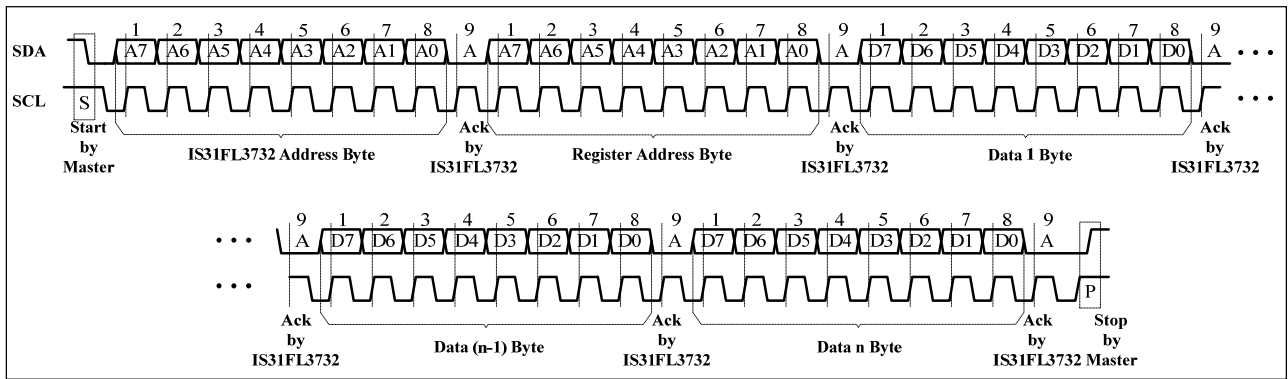 1 2 3 4 5 6 7 8 9 1 2 3 4 5 6 7 8 9 1 2 3 4 5 6 7 8 9
SDA A7 A6 A5 A4 A3 A2 A1 A0 A A7 A6 A5 A4 A3 A2 A1 A0 A D7 D6 D5 D4 D3 D2 D1 D0 A • • •
SCL S • • •
Start by Master
IS31FL3732 Address Byte
Ack by IS31FL3732
Register Address Byte
Ack by IS31FL3732
Data 1 Byte
Ack by IS31FL3732
9 1 2 3 4 5 6 7 8 9 1 2 3 4 5 6 7 8 9
• • • A D7 D6 D5 D4 D3 D2 D1 D0 A D7 D6 D5 D4 D3 D2 D1 D0 A
• • • P
Ack by IS31FL3732
Data (n-1) Byte
Ack by IS31FL3732
Data n Byte
Ack by IS31FL3732
Stop by Master